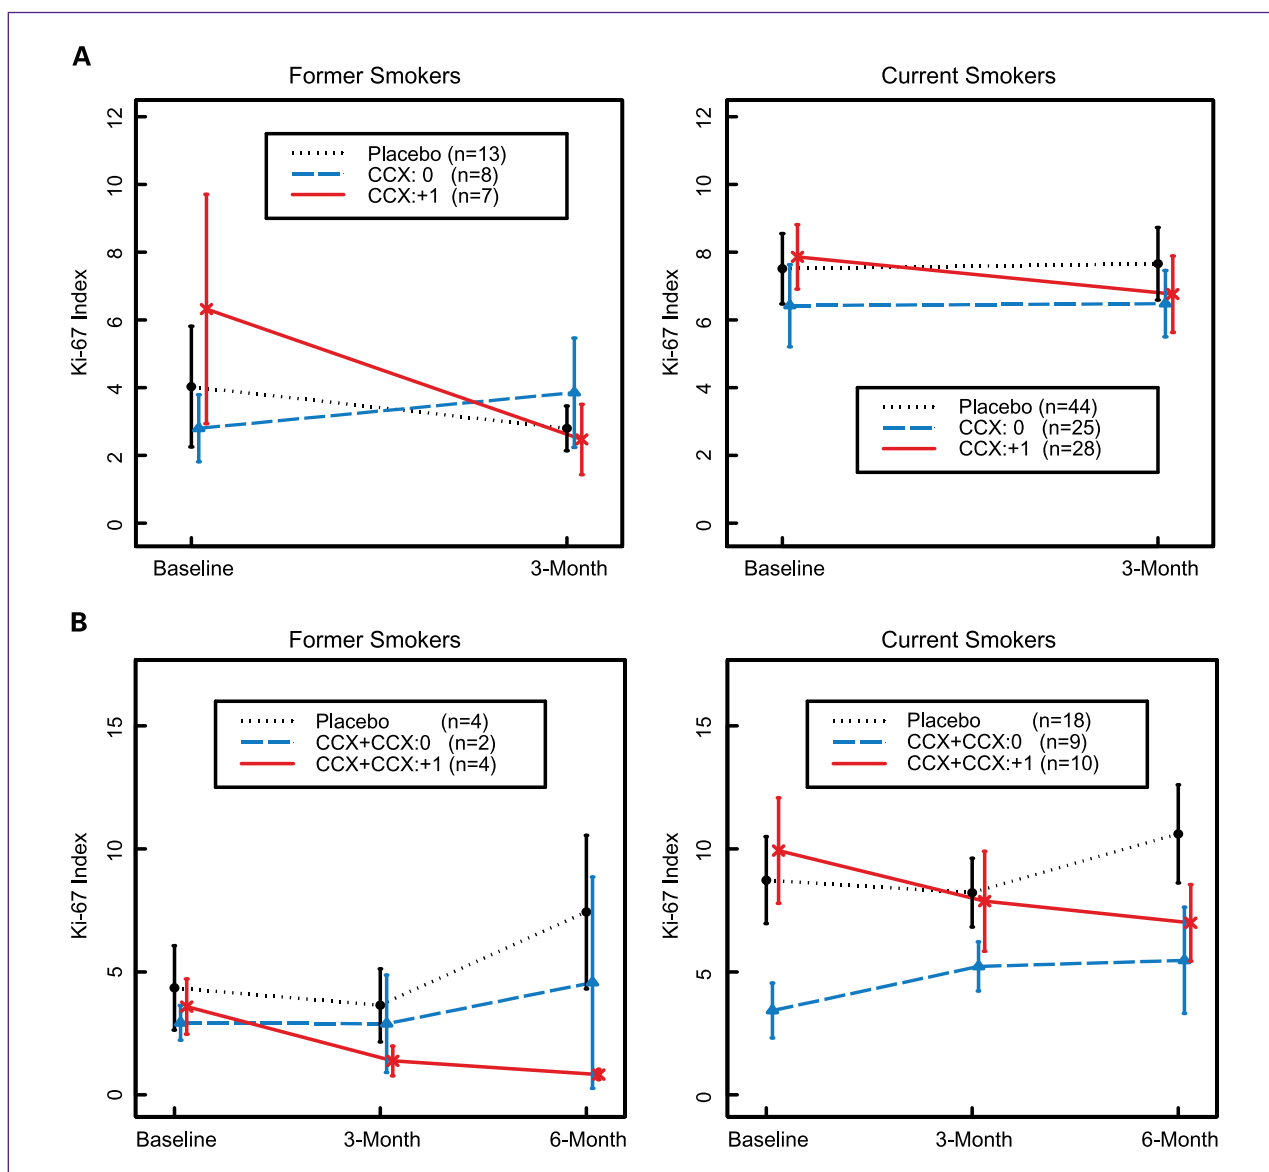 A
Former Smokers
Ki-67 Index
12
10
8
6
4
2
0
Placebo (n=13)
CCX: 0 (n=8)
CCX:+1 (n=7)
Baseline
3-Month
Current Smokers
Ki-67 Index
12
10
8
6
4
2
0
Placebo (n=44)
CCX: 0 (n=25)
CCX:+1 (n=28)
Baseline
3-Month
B
Former Smokers
Ki-67 Index
15
10
5
0
Placebo (n=4)
CCX+CCX:0 (n=2)
CCX+CCX:+1 (n=4)
Baseline
3-Month
6-Month
Current Smokers
Ki-67 Index
15
10
5
0
Placebo (n=18)
CCX+CCX:0 (n=9)
CCX+CCX:+1 (n=10)
Baseline
3-Month
6-Month